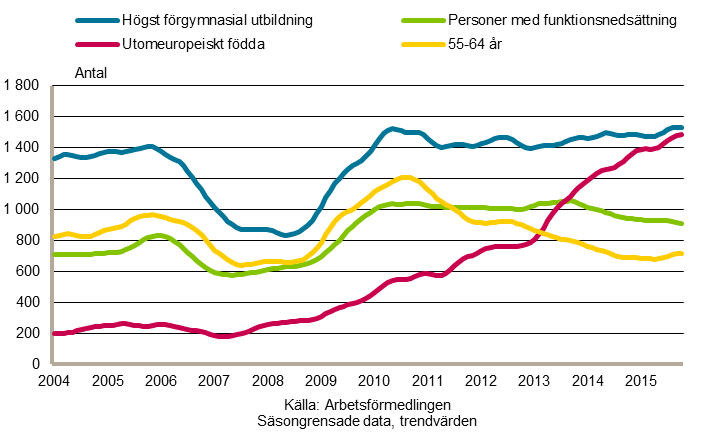 Högst förgymnasial utbildning
Personer med funktionsnedsättning
Utomeuropeiskt födda
55-64 år
Antal
1 800
1 600
1 400
1 200
1 000
800
600
400
200
0
2004 2005 2006 2007 2008 2009 2010 2011 2012 2013 2014 2015
Källa: Arbetsförmedlingen
Säsongrensade data, trendvärden